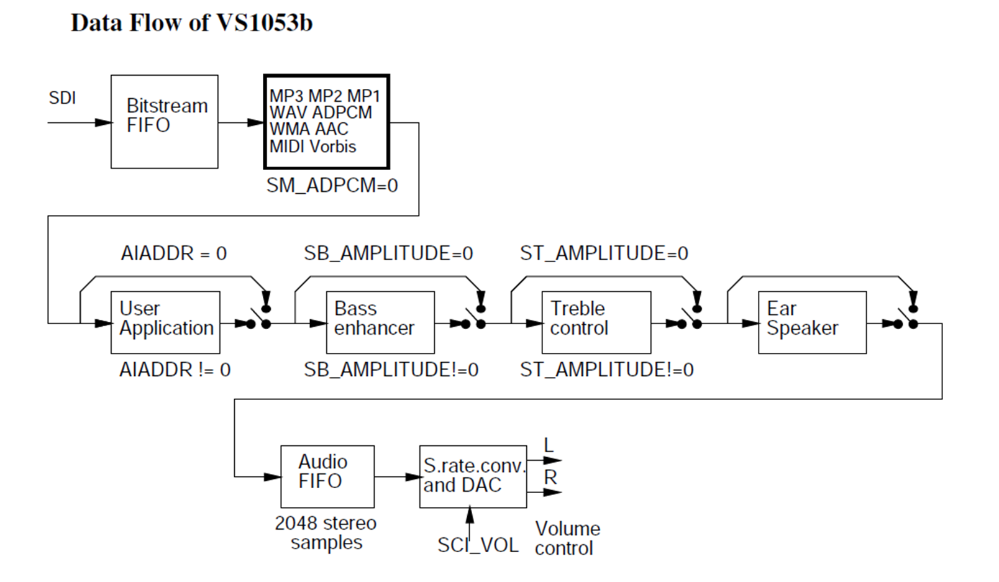 Data Flow of VS1053b
SDI
Bitstream
FIFO
MP3 MP2 MP1
WAV ADPCM
WMA AAC
MIDI Vorbis
SM_ADPCM=0
AIADDR = 0
SB_AMPLITUDE=0
ST_AMPLITUDE=0
User
Application
Bass
enhancer
Treble
control
Ear
Speaker
AIADDR != 0
SB_AMPLITUDE!=0
ST_AMPLITUDE!=0
Audio
FIFO
2048 stereo
samples
S.rate.conv.
and DAC
L
R
SCI_VOL
Volume
control